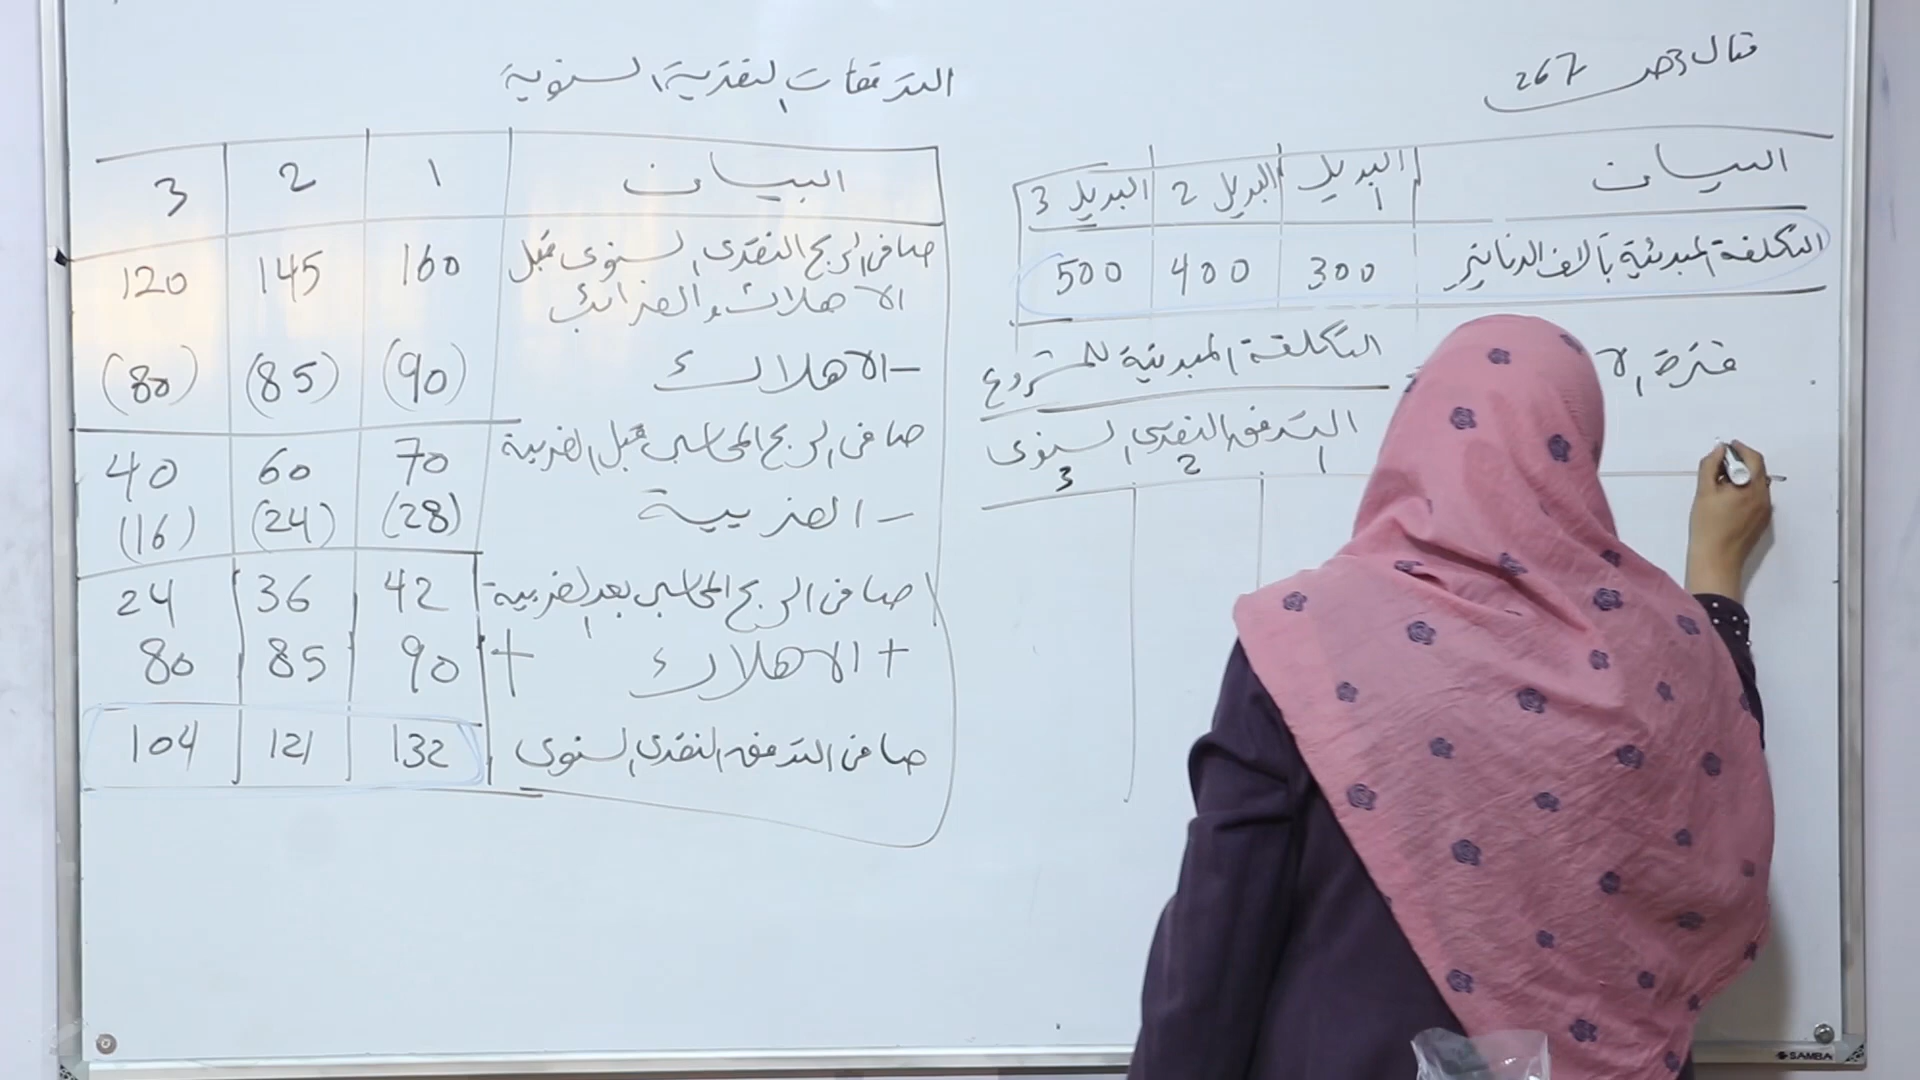 مثال 3 ص 267
البيان | البديل 1 | البديل 2 | البديل 3
التكلفة المبدئية بآلاف الدنانير | 300 | 400 | 500
فترة الا
التكلفة المبدئية للمشروع
التدفق النقدي السنوي
1 2 3
التدفقات النقدية السنوية
البيان | 1 | 2 | 3
صافي الربح النقدي السنوي قبل الاهلاك والضرائب | 160 | 145 | 120
- الاهلاك | (90) | (85) | (80)
صافي الربح المحاسبي قبل الضريبة | 70 | 60 | 40
- الضريبة | (28) | (24) | (16)
صافي الربح المحاسبي بعد الضريبة | 42 | 36 | 24
+ الاهلاك + | 90 | 85 | 80
صافي التدفق النقدي السنوي | 132 | 121 | 104
SAMBA